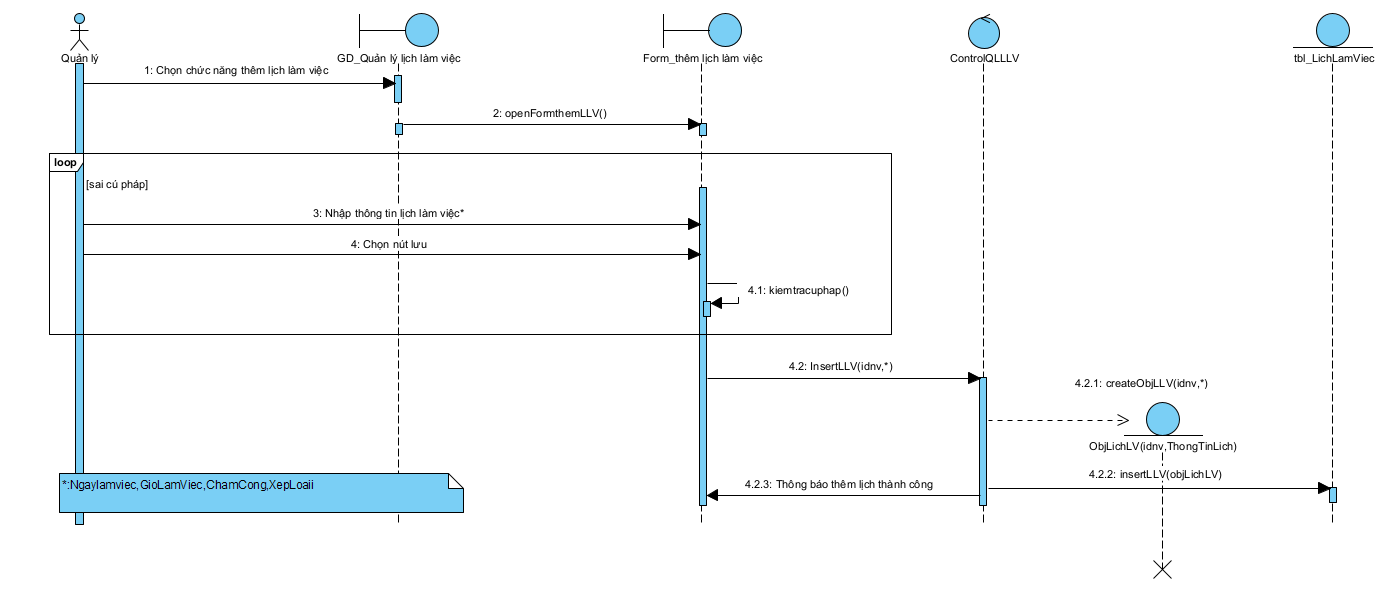 Quản lý
GD_Quản lý lịch làm việc
Form_thêm lịch làm việc
ControlQLLLV
tbl_LichLamViec
1: Chọn chức năng thêm lịch làm việc
2: openFormthemLLV()
loop
[sai cú pháp]
3: Nhập thông tin lịch làm việc*
4: Chọn nút lưu
4.1: kiemtracuphap()
4.2: InsertLLV(idnv,*)
4.2.1: createObjLLV(idnv,*)
ObjLichLV(idnv,ThongTinLich)
4.2.2: insertLLV(objLichLV)
4.2.3: Thông báo thêm lịch thành công
*:Ngaylamviec,GioLamViec,ChamCong,XepLoaii